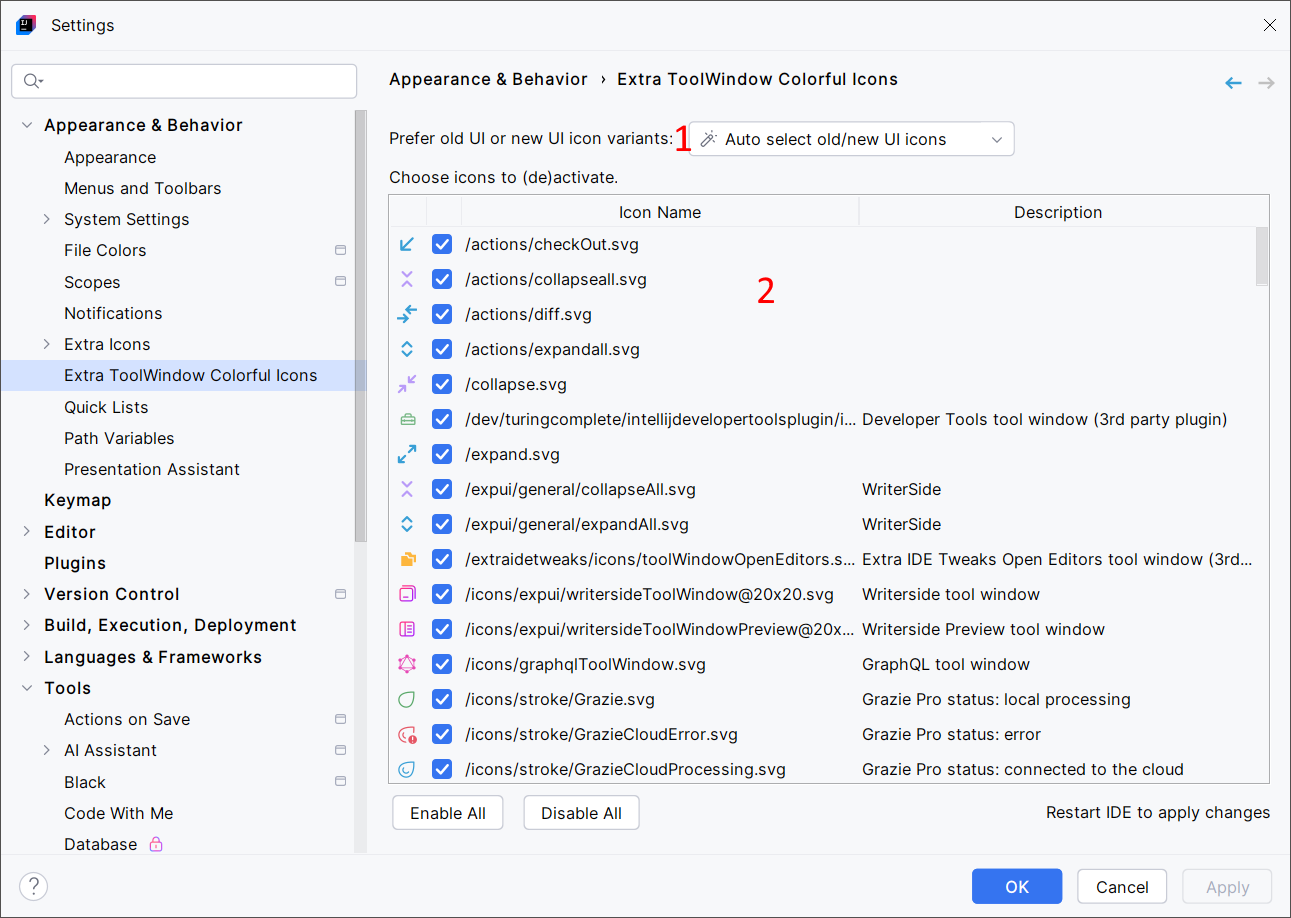 Settings
Appearance & Behavior › Extra ToolWindow Colorful Icons
Appearance & Behavior
Appearance
Menus and Toolbars
System Settings
File Colors
Scopes
Notifications
Extra Icons
Extra ToolWindow Colorful Icons
Quick Lists
Path Variables
Presentation Assistant
Keymap
Editor
Plugins
Version Control
Build, Execution, Deployment
Languages & Frameworks
Tools
Actions on Save
AI Assistant
Black
Code With Me
Database
Prefer old UI or new UI icon variants: 1 Auto select old/new UI icons
Choose icons to (de)activate.
Icon Name Description
/actions/checkOut.svg
/actions/collapseall.svg
2
/actions/diff.svg
/actions/expandall.svg
/collapse.svg
/dev/turingcomplete/intellijdevelopertoolsplugin/i... Developer Tools tool window (3rd party plugin)
/expand.svg
/expui/general/collapseAll.svg WriterSide
/expui/general/expandAll.svg WriterSide
/extraidetweaks/icons/toolWindowOpenEditors.s... Extra IDE Tweaks Open Editors tool window (3rd...
/icons/expui/writersideToolWindow@20x20.svg Writerside tool window
/icons/expui/writersideToolWindowPreview@20x... Writerside Preview tool window
/icons/graphqlToolWindow.svg GraphQL tool window
/icons/stroke/Grazie.svg Grazie Pro status: local processing
/icons/stroke/GrazieCloudError.svg Grazie Pro status: error
/icons/stroke/GrazieCloudProcessing.svg Grazie Pro status: connected to the cloud
Enable All Disable All Restart IDE to apply changes
? OK Cancel Apply